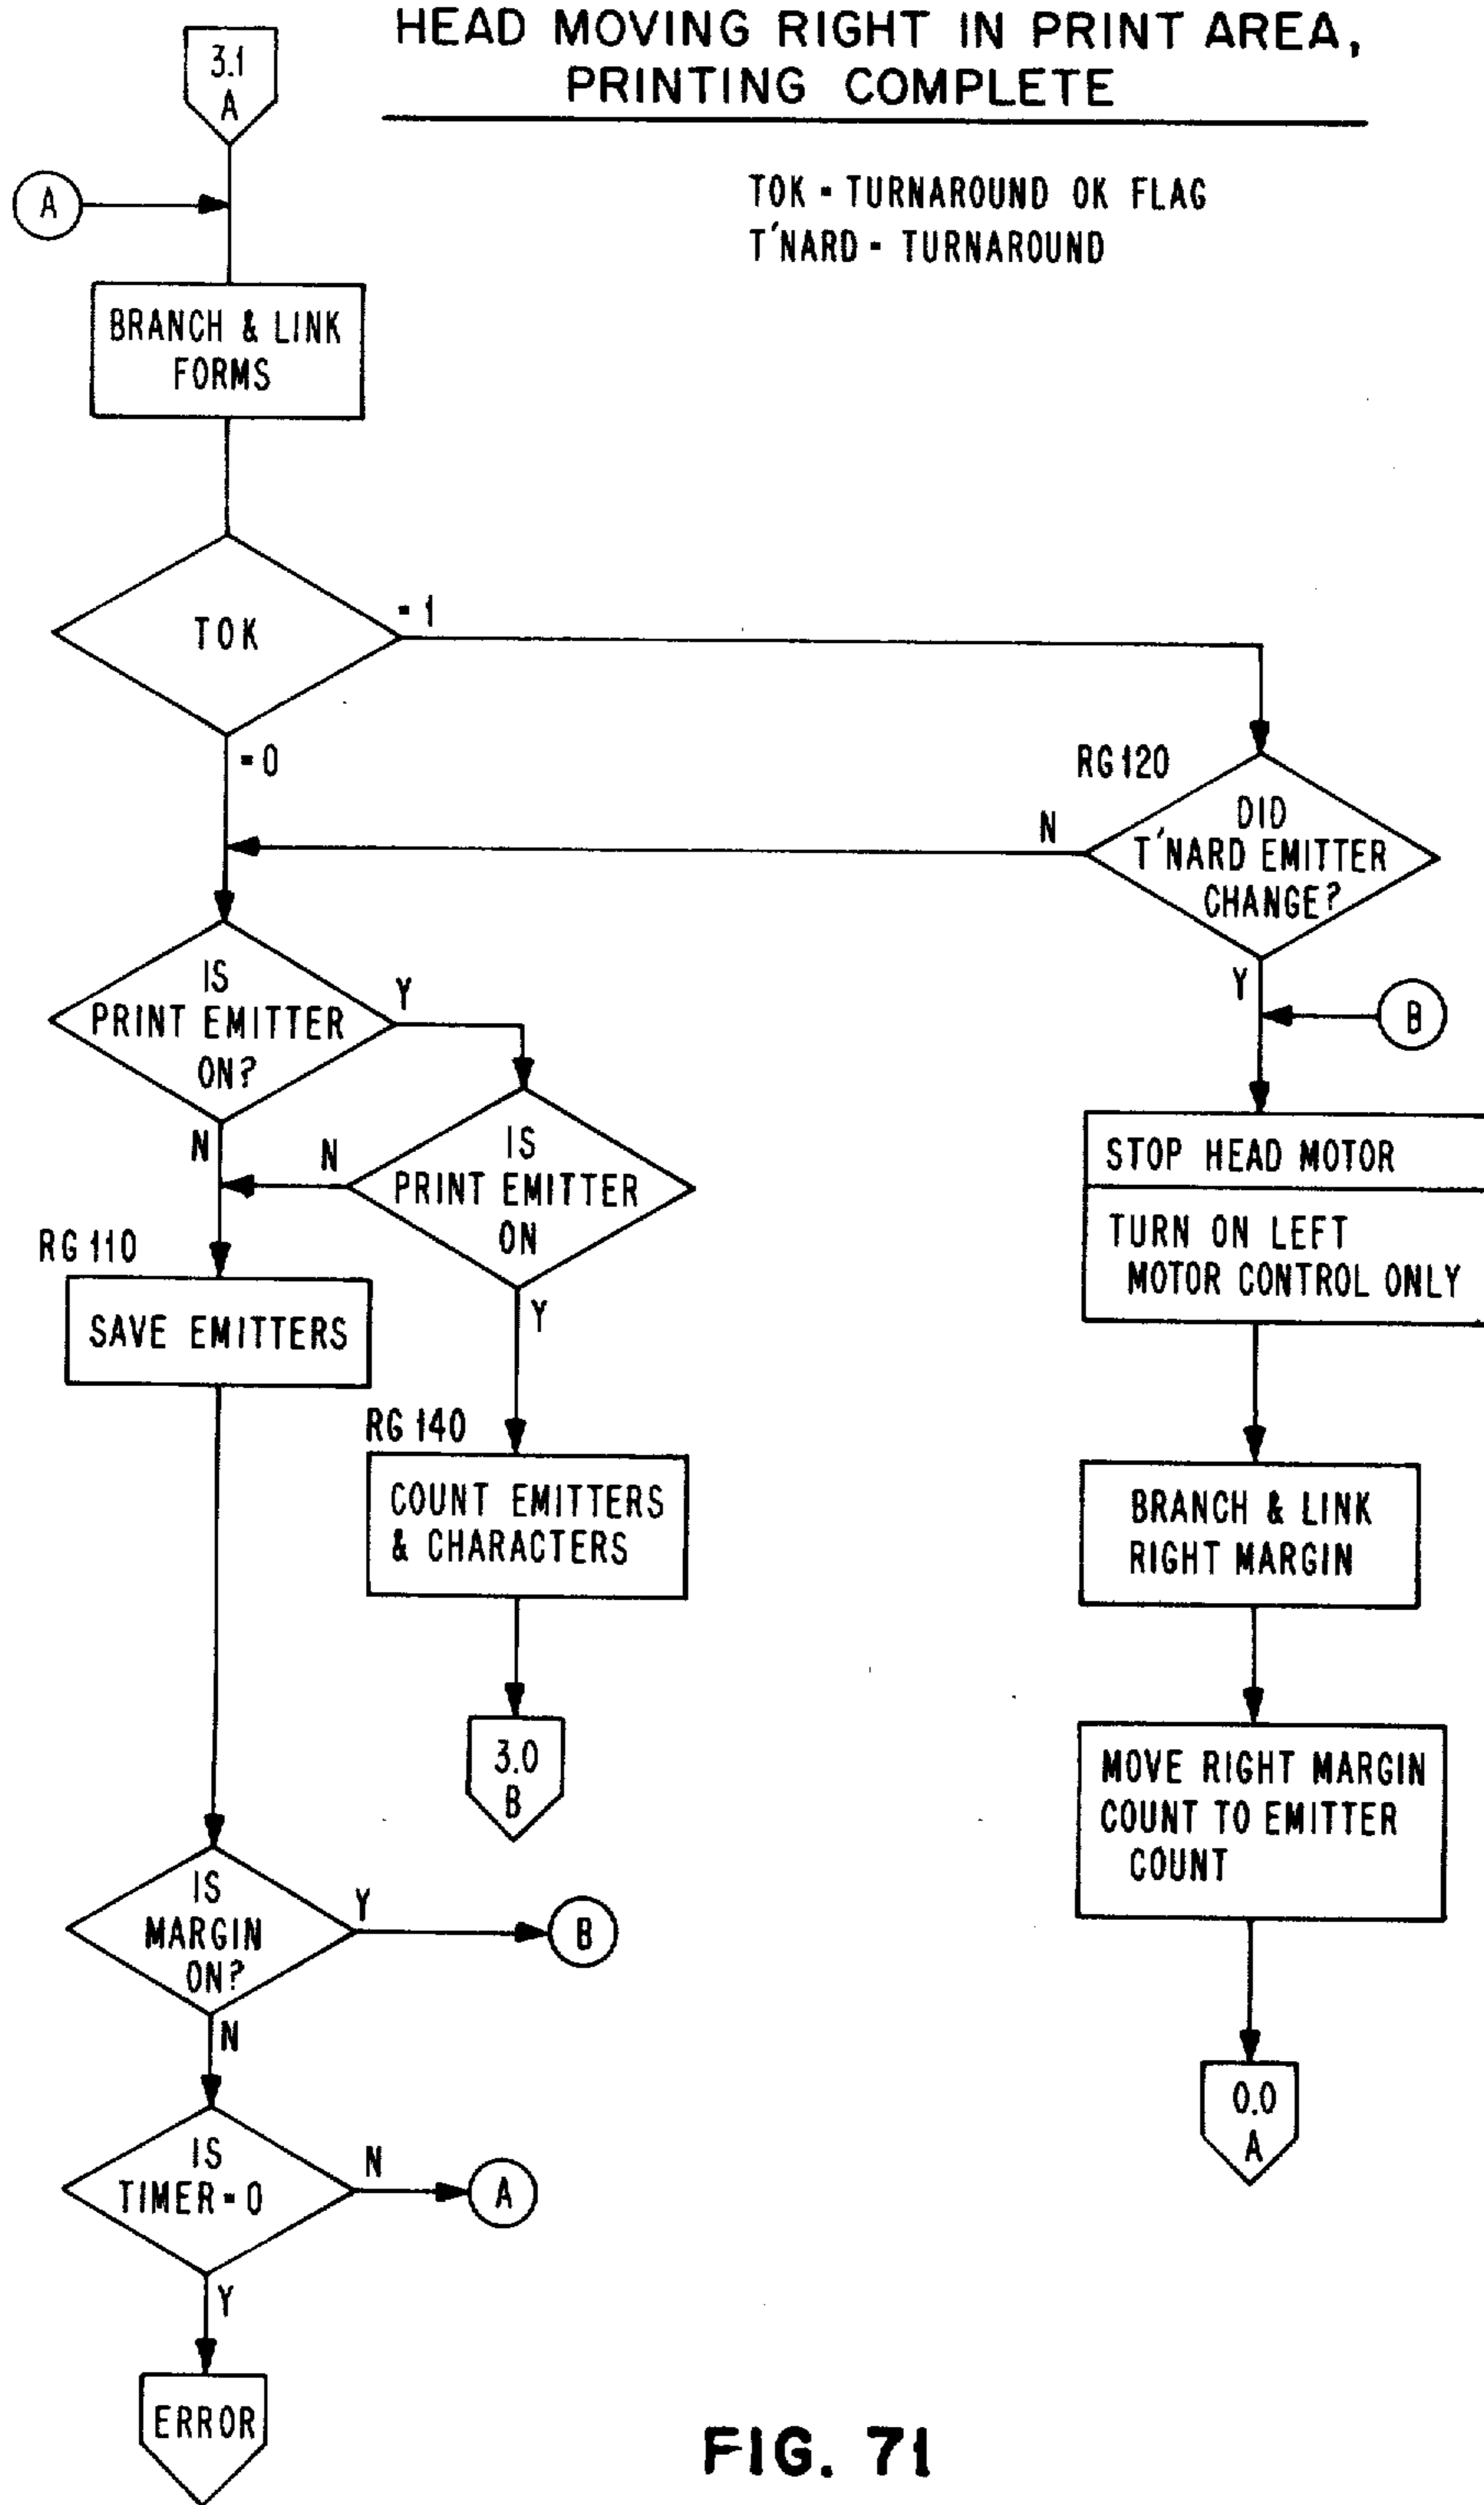 HEAD MOVING RIGHT IN PRINT AREA,
PRINTING COMPLETE
3.1
A
A
TOK = TURNAROUND OK FLAG
T'NARD = TURNAROUND
BRANCH & LINK
FORMS
TOK
= 1
= 0
RG 120
DID
T'NARD EMITTER
CHANGE?
N
Y
B
IS
PRINT EMITTER
ON?
Y
N
IS
PRINT EMITTER
ON
N
Y
STOP HEAD MOTOR
TURN ON LEFT
MOTOR CONTROL ONLY
RG 110
SAVE EMITTERS
RG 140
COUNT EMITTERS
& CHARACTERS
BRANCH & LINK
RIGHT MARGIN
3.0
B
MOVE RIGHT MARGIN
COUNT TO EMITTER
COUNT
IS
MARGIN
ON?
Y
B
N
0.0
A
IS
TIMER = 0
N
A
Y
ERROR
FIG. 71